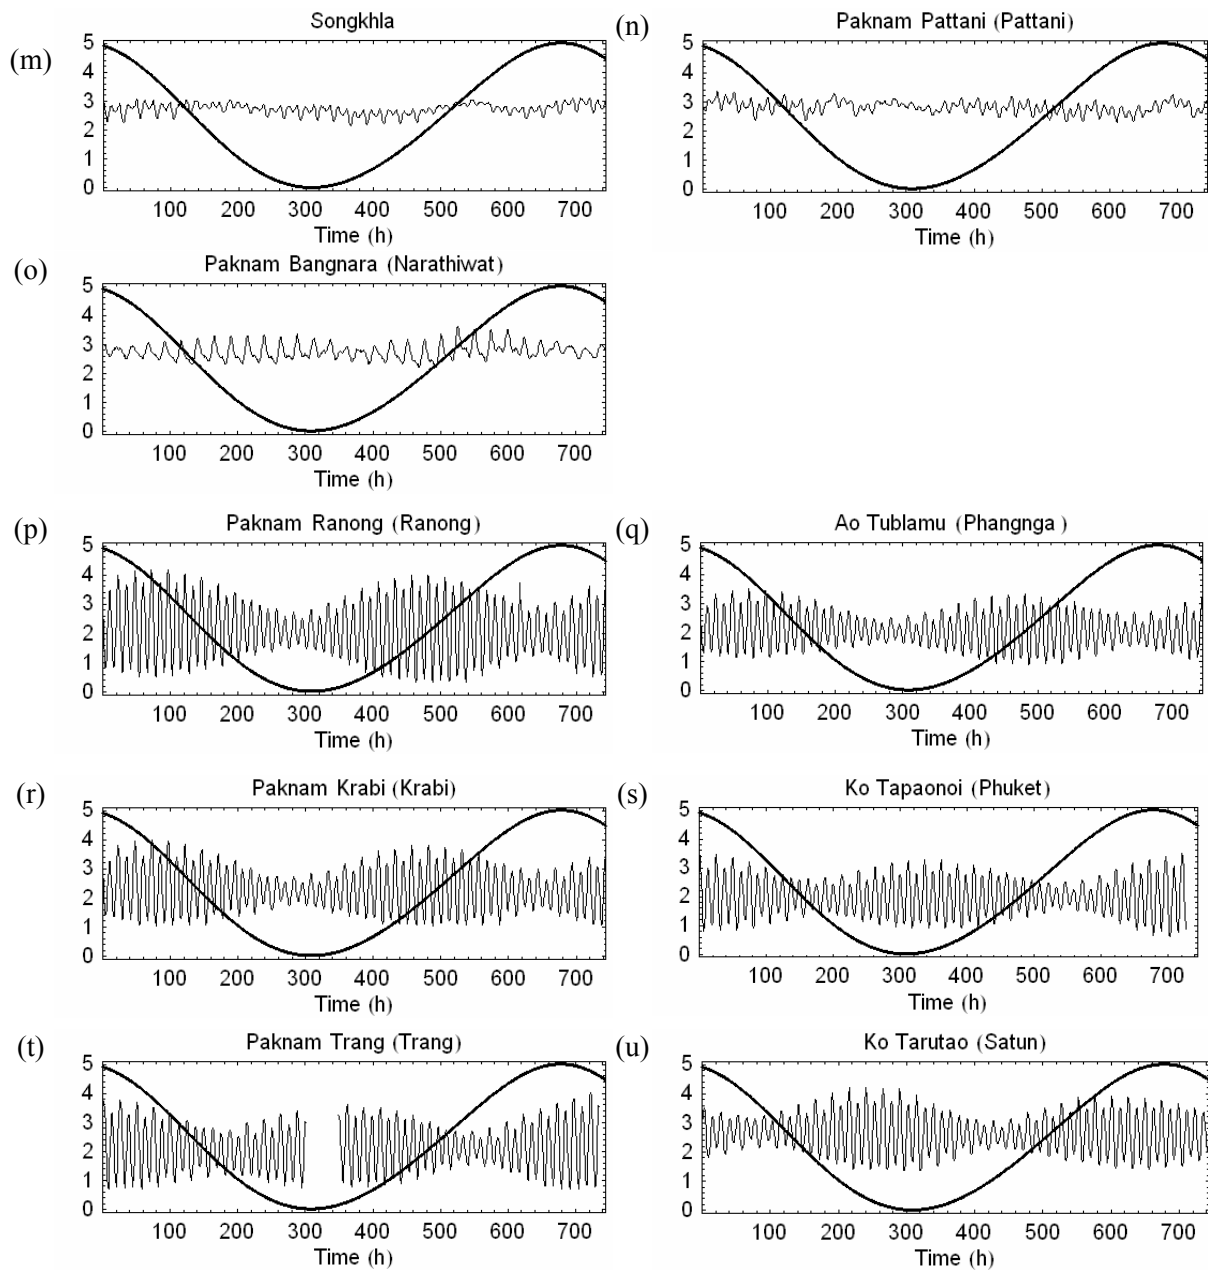 (m)
Songkhla
5
4
3
2
1
0
100 200 300 400 500 600 700
Time (h)
(n)
Paknam Pattani (Pattani)
5
4
3
2
1
0
100 200 300 400 500 600 700
Time (h)
(o)
Paknam Bangnara (Narathiwat)
5
4
3
2
1
0
100 200 300 400 500 600 700
Time (h)
(p)
Paknam Ranong (Ranong)
5
4
3
2
1
0
100 200 300 400 500 600 700
Time (h)
(q)
Ao Tublamu (Phangnga)
5
4
3
2
1
0
100 200 300 400 500 600 700
Time (h)
(r)
Paknam Krabi (Krabi)
5
4
3
2
1
0
100 200 300 400 500 600 700
Time (h)
(s)
Ko Tapaonoi (Phuket)
5
4
3
2
1
0
100 200 300 400 500 600 700
Time (h)
(t)
Paknam Trang (Trang)
5
4
3
2
1
0
100 200 300 400 500 600 700
Time (h)
(u)
Ko Tarutao (Satun)
5
4
3
2
1
0
100 200 300 400 500 600 700
Time (h)